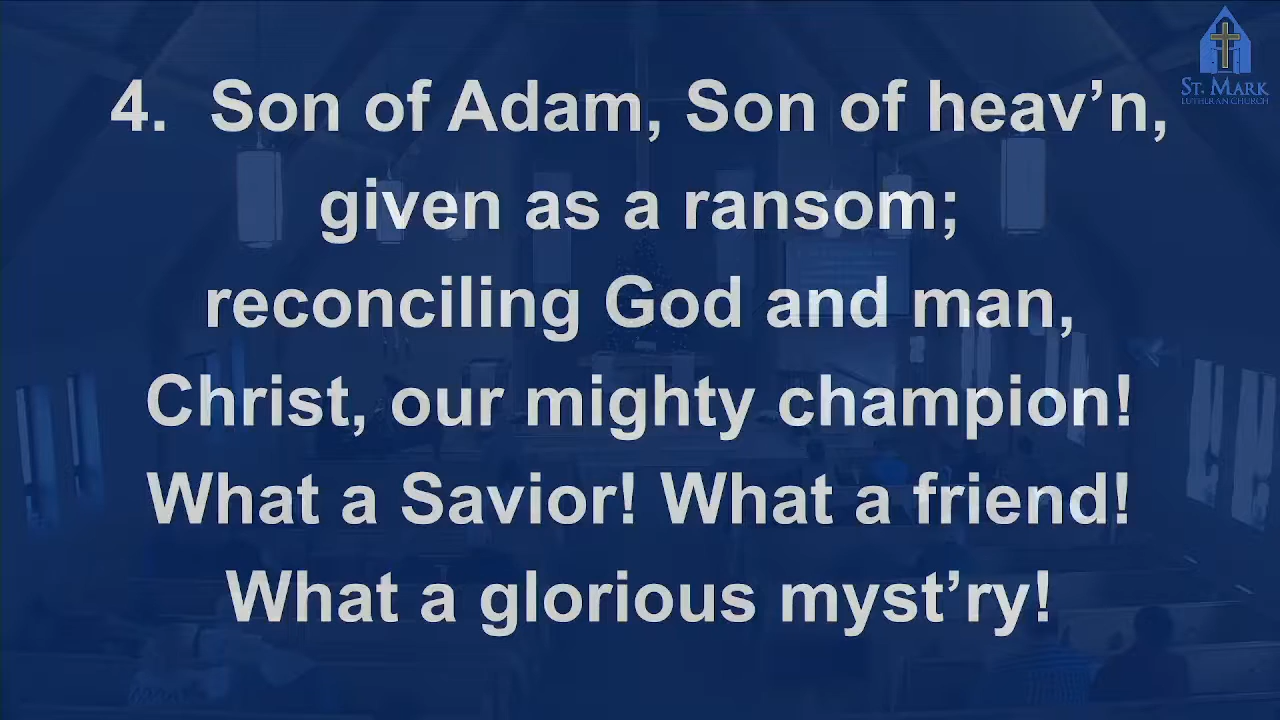 4. Son of Adam, Son of heav’n,
given as a ransom;
reconciling God and man,
Christ, our mighty champion!
What a Savior! What a friend!
What a glorious myst’ry!
ST. MARK
LUTHERAN CHURCH